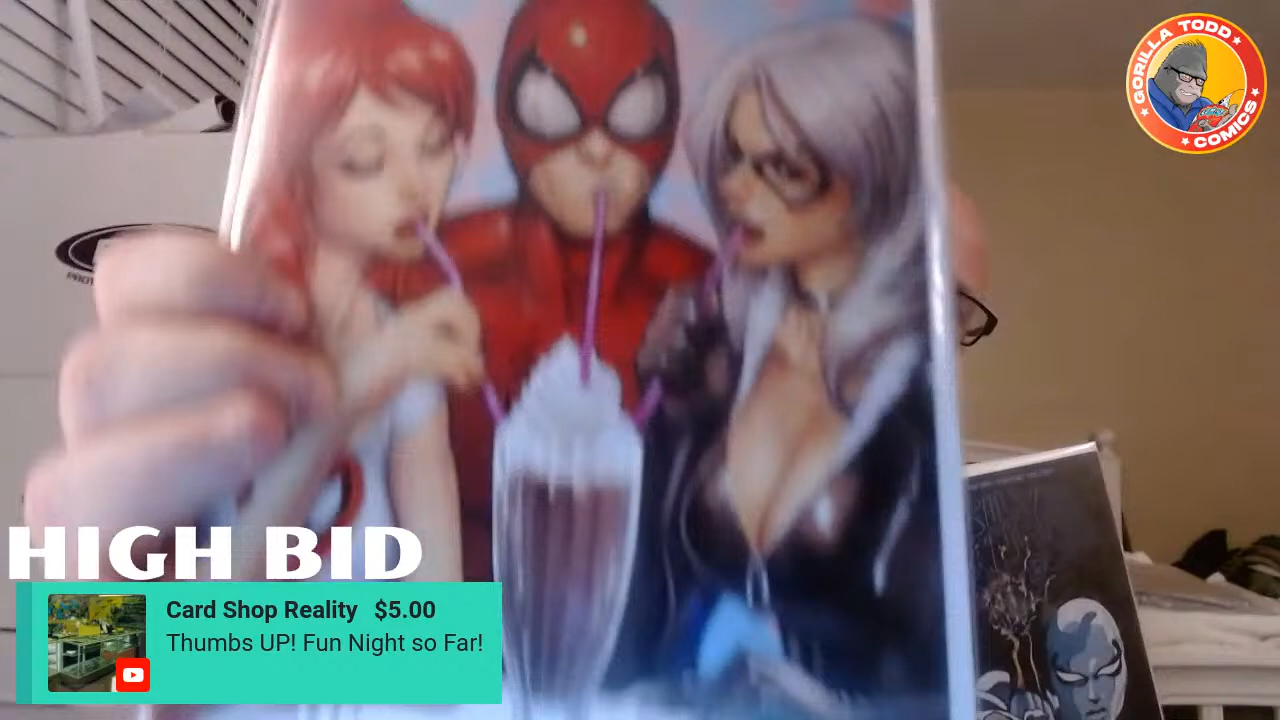 GORILLA TODD
COMICS
HIGH BID
Card Shop Reality $5.00
Thumbs UP! Fun Night so Far!